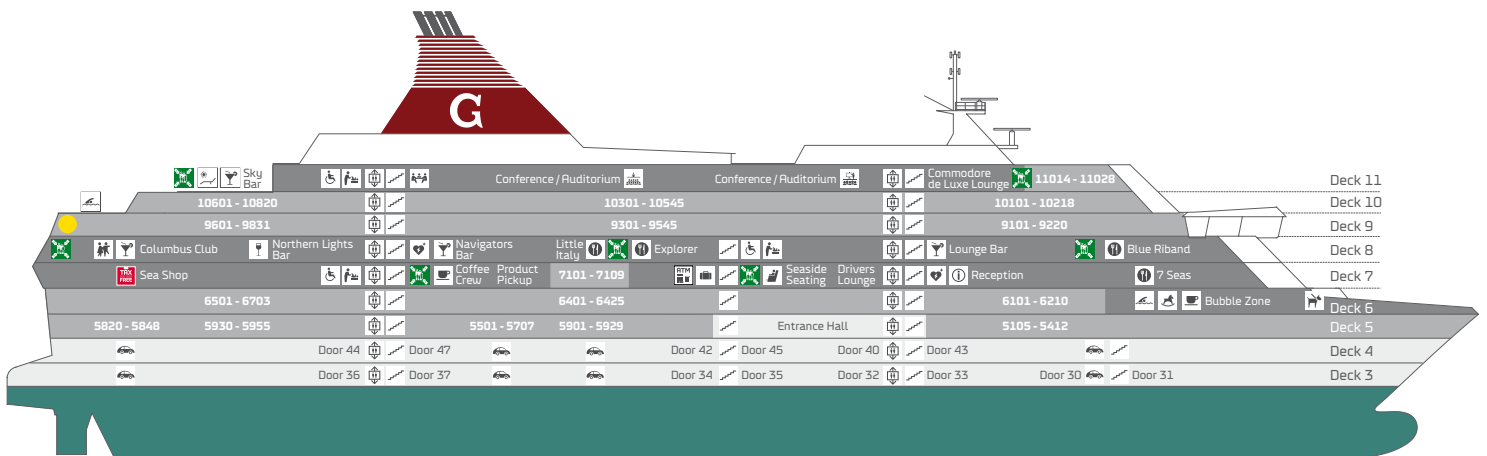 G
Sky
Bar
Conference / Auditorium
Conference / Auditorium
Commodore
de Luxe Lounge
11014 - 11028
Deck 11
10601 - 10820
10301 - 10545
10101 - 10218
Deck 10
9601 - 9831
9301 - 9545
9101 - 9220
Deck 9
Columbus Club
Northern Lights
Bar
Navigators
Bar
Little
Italy
Explorer
Lounge Bar
Blue Riband
Deck 8
TAX
FREE
Sea Shop
Coffee
Crew
Product
Pickup
7101 - 7109
ATM
Seaside
Seating
Drivers
Lounge
Reception
7 Seas
Deck 7
6501 - 6703
6401 - 6425
6101 - 6210
Bubble Zone
Deck 6
5820 - 5848
5930 - 5955
5501 - 5707
5901 - 5929
Entrance Hall
5105 - 5412
Deck 5
Door 44
Door 47
Door 42
Door 45
Door 40
Door 43
Deck 4
Door 36
Door 37
Door 34
Door 35
Door 32
Door 33
Door 30
Door 31
Deck 3